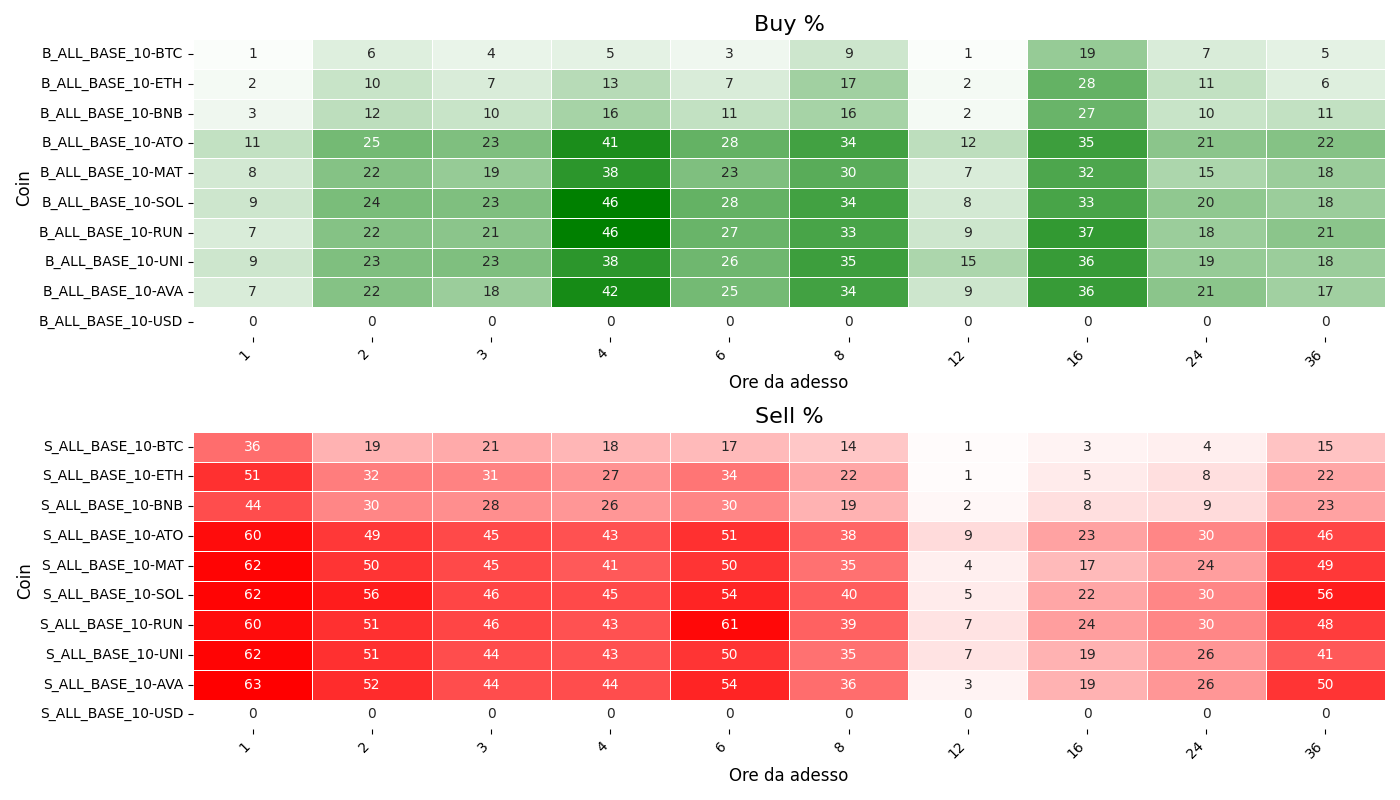 Buy %
Coin
B_ALL_BASE_10-BTC 1 6 4 5 3 9 1 19 7 5
B_ALL_BASE_10-ETH 2 10 7 13 7 17 2 28 11 6
B_ALL_BASE_10-BNB 3 12 10 16 11 16 2 27 10 11
B_ALL_BASE_10-ATO 11 25 23 41 28 34 12 35 21 22
B_ALL_BASE_10-MAT 8 22 19 38 23 30 7 32 15 18
B_ALL_BASE_10-SOL 9 24 23 46 28 34 8 33 20 18
B_ALL_BASE_10-RUN 7 22 21 46 27 33 9 37 18 21
B_ALL_BASE_10-UNI 9 23 23 38 26 35 15 36 19 18
B_ALL_BASE_10-AVA 7 22 18 42 25 34 9 36 21 17
B_ALL_BASE_10-USD 0 0 0 0 0 0 0 0 0 0
1 2 3 4 6 8 12 16 24 36
Ore da adesso
Sell %
Coin
S_ALL_BASE_10-BTC 36 19 21 18 17 14 1 3 4 15
S_ALL_BASE_10-ETH 51 32 31 27 34 22 1 5 8 22
S_ALL_BASE_10-BNB 44 30 28 26 30 19 2 8 9 23
S_ALL_BASE_10-ATO 60 49 45 43 51 38 9 23 30 46
S_ALL_BASE_10-MAT 62 50 45 41 50 35 4 17 24 49
S_ALL_BASE_10-SOL 62 56 46 45 54 40 5 22 30 56
S_ALL_BASE_10-RUN 60 51 46 43 61 39 7 24 30 48
S_ALL_BASE_10-UNI 62 51 44 43 50 35 7 19 26 41
S_ALL_BASE_10-AVA 63 52 44 44 54 36 3 19 26 50
S_ALL_BASE_10-USD 0 0 0 0 0 0 0 0 0 0
1 2 3 4 6 8 12 16 24 36
Ore da adesso